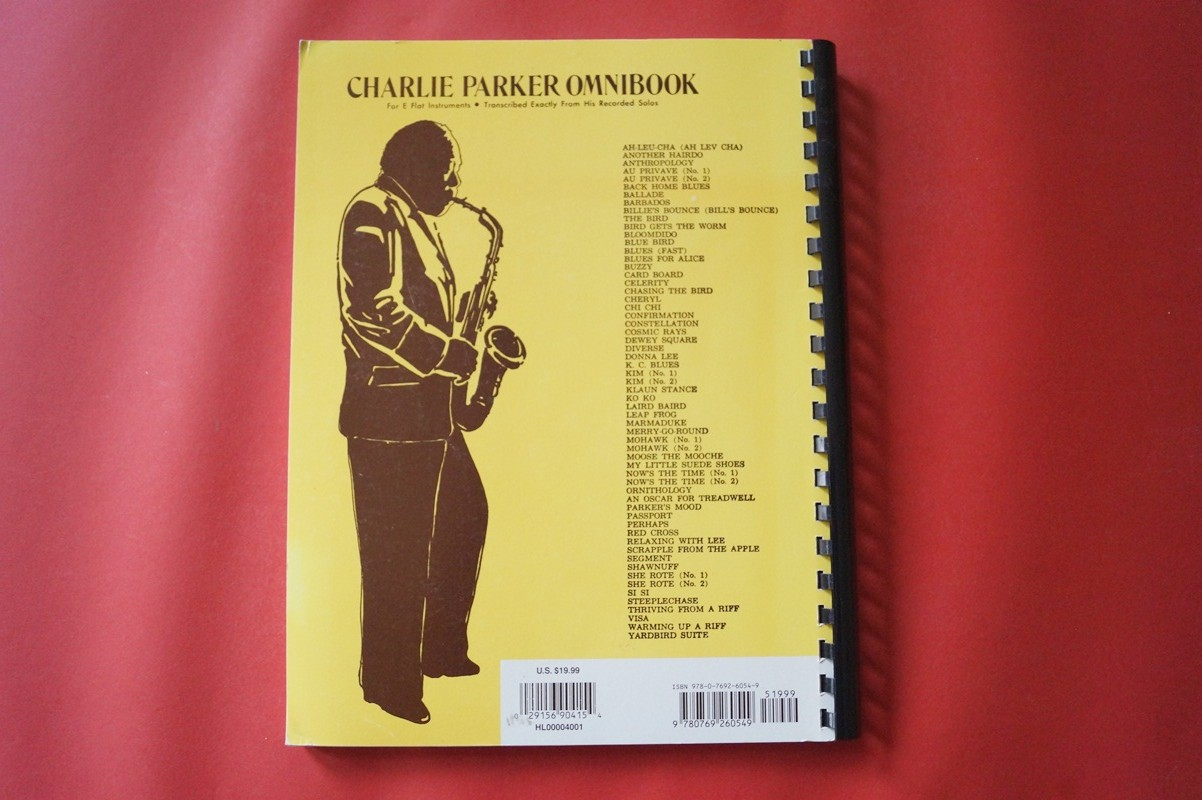 CHARLIE PARKER OMNIBOOK
For E Flat Instruments • Transcribed Exactly From His Recorded Solos
AH-LEU-CHA (AH LEV CHA)
ANOTHER HAIRDO
ANTHROPOLOGY
AU PRIVAVE (No. 1)
AU PRIVAVE (No. 2)
BACK HOME BLUES
BALLADE
BARBADOS
BILLIE'S BOUNCE (BILL'S BOUNCE)
THE BIRD
BIRD GETS THE WORM
BLOOMDIDO
BLUE BIRD
BLUES (FAST)
BLUES FOR ALICE
BUZZY
CARD BOARD
CELERITY
CHASING THE BIRD
CHERYL
CHI CHI
CONFIRMATION
CONSTELLATION
COSMIC RAYS
DEWEY SQUARE
DIVERSE
DONNA LEE
K. C. BLUES
KIM (No. 1)
KIM (No. 2)
KLAUN STANCE
KO KO
LAIRD BAIRD
LEAP FROG
MARMADUKE
MERRY-GO-ROUND
MOHAWK (No. 1)
MOHAWK (No. 2)
MOOSE THE MOOCHE
MY LITTLE SUEDE SHOES
NOW'S THE TIME (No. 1)
NOW'S THE TIME (No. 2)
ORNITHOLOGY
AN OSCAR FOR TREADWELL
PARKER'S MOOD
PASSPORT
PERHAPS
RED CROSS
RELAXING WITH LEE
SCRAPPLE FROM THE APPLE
SEGMENT
SHAWNUFF
SHE ROTE (No. 1)
SHE ROTE (No. 2)
SI SI
STEEPLECHASE
THRIVING FROM A RIFF
VISA
WARMING UP A RIFF
YARDBIRD SUITE
U.S. $19.99
29156 90415 4
HL00004001
ISBN 978-0-7692-6054-9
51999
9 780769 260549